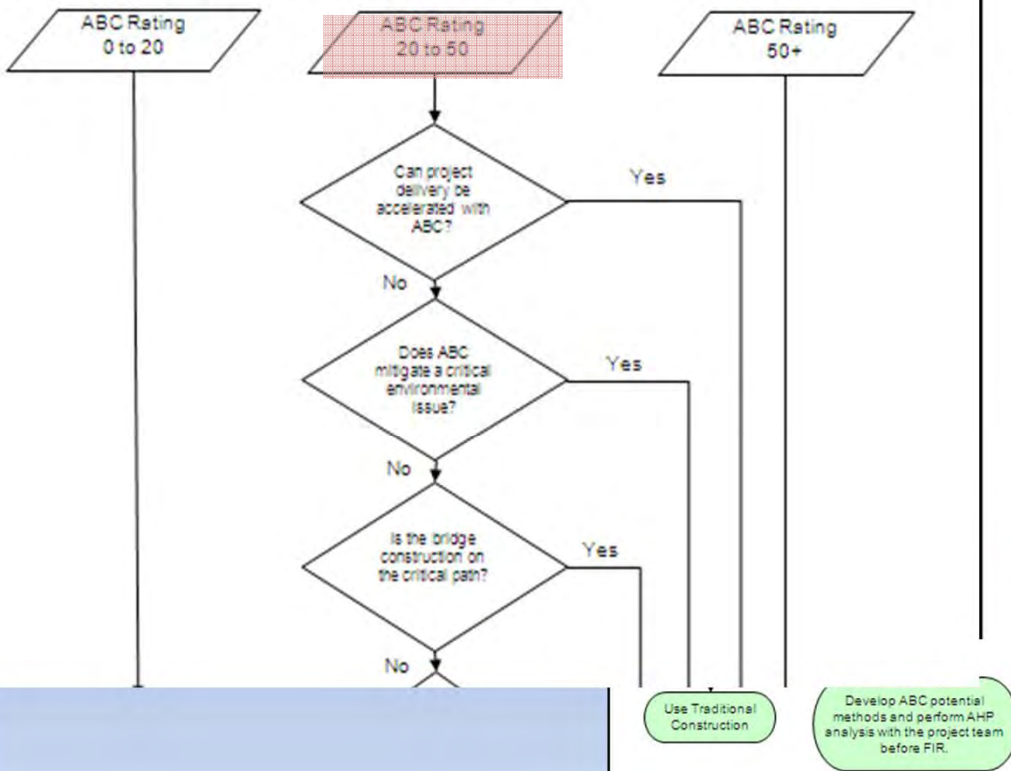 ABC Rating
0 to 20
ABC Rating
20 to 50
ABC Rating
50+
Can project
delivery be
accelerated with
ABC?
Yes
No
Does ABC
mitigate a critical
environmental
issue?
Yes
No
Is the bridge
construction on
the critical path?
Yes
No
Use Traditional
Construction
Develop ABC potential
methods and perform AHP
analysis with the project team
before FIR.